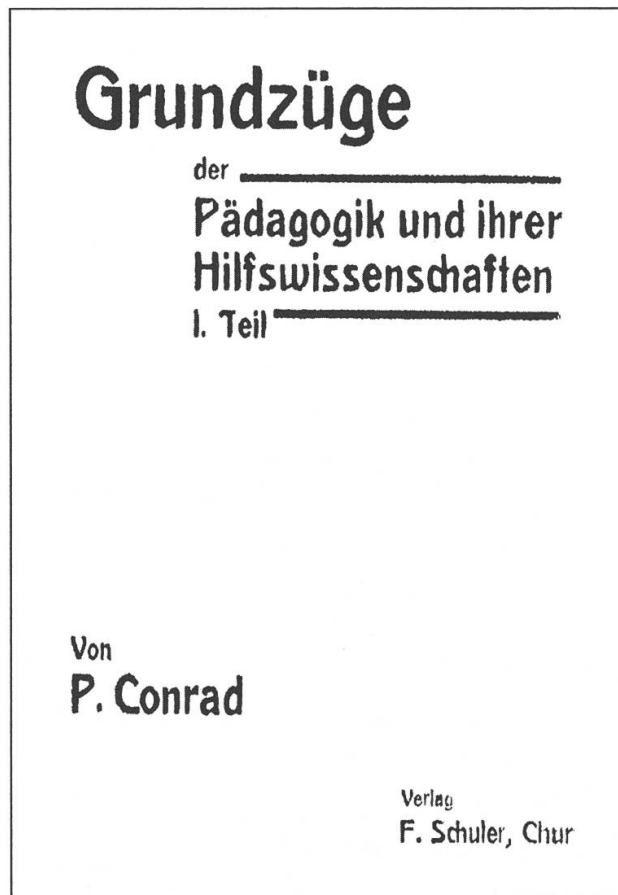 Grundzüge
der
Pädagogik und ihrer
Hilfswissenschaften
I. Teil
Von
P. Conrad
Verlag
F. Schuler, Chur